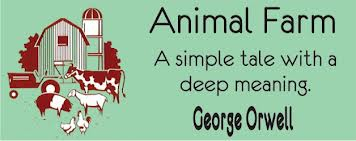 Animal Farm
A simple tale with a
deep meaning.
George Orwell